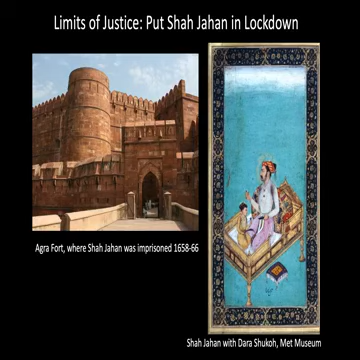 Limits of Justice: Put Shah Jahan in Lockdown
Agra Fort, where Shah Jahan was imprisoned 1658-66
Shah Jahan with Dara Shukoh, Met Museum